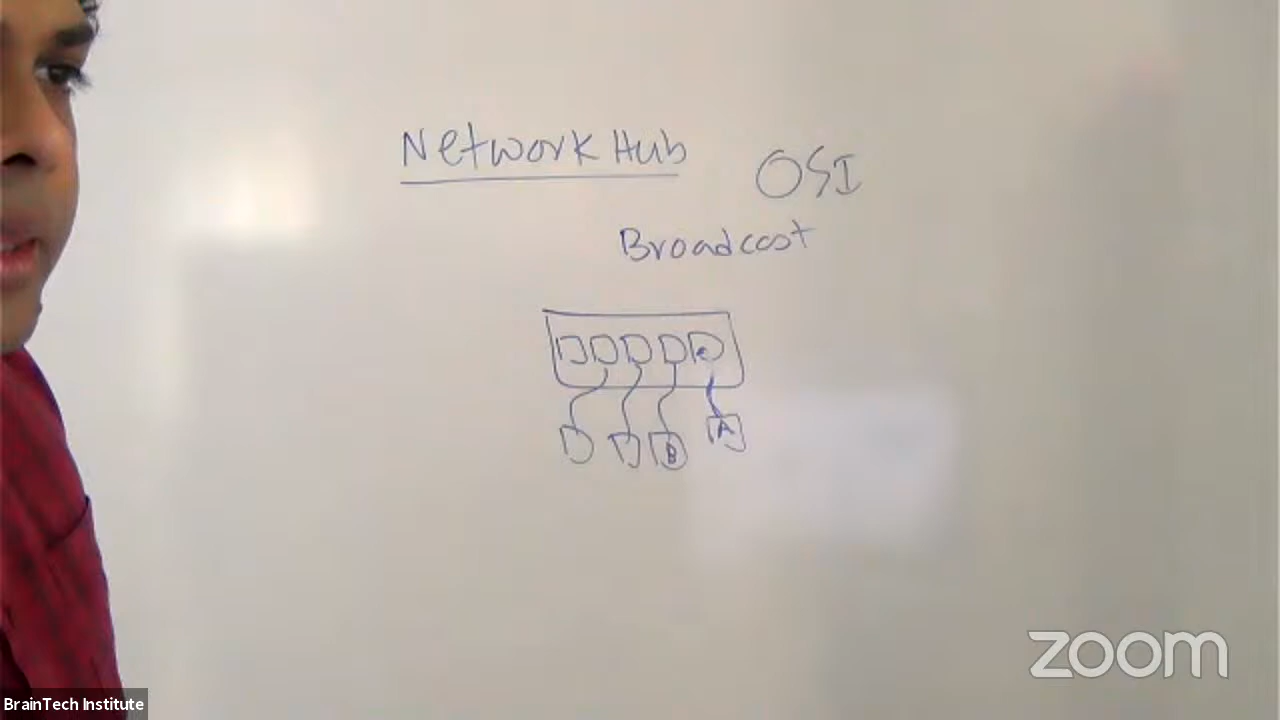 Network Hub
OSI
Broadcast
B
A
zoom
BrainTech Institute